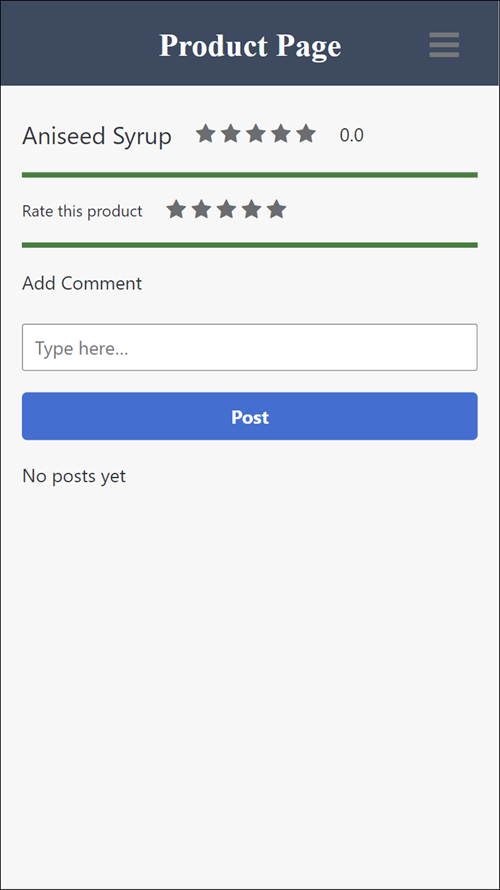 Product Page
Aniseed Syrup 0.0
Rate this product
Add Comment
Type here...
Post
No posts yet